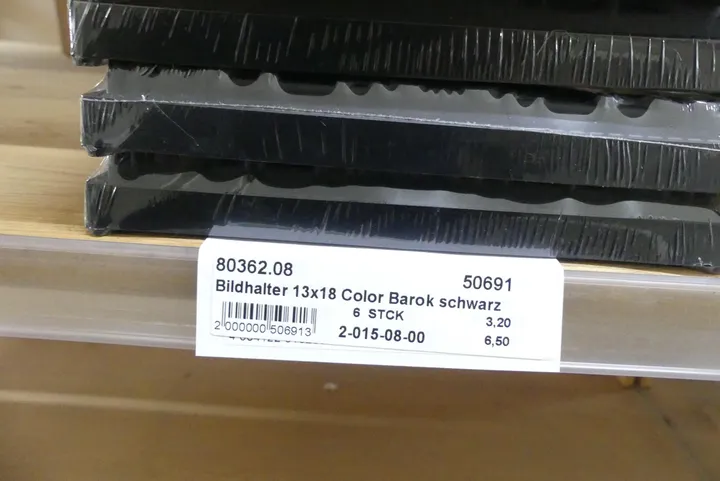 80362.08 50691
Bildhalter 13x18 Color Barok schwarz
6 STCK 3,20
2 000000 506913 2-015-08-00 6,50